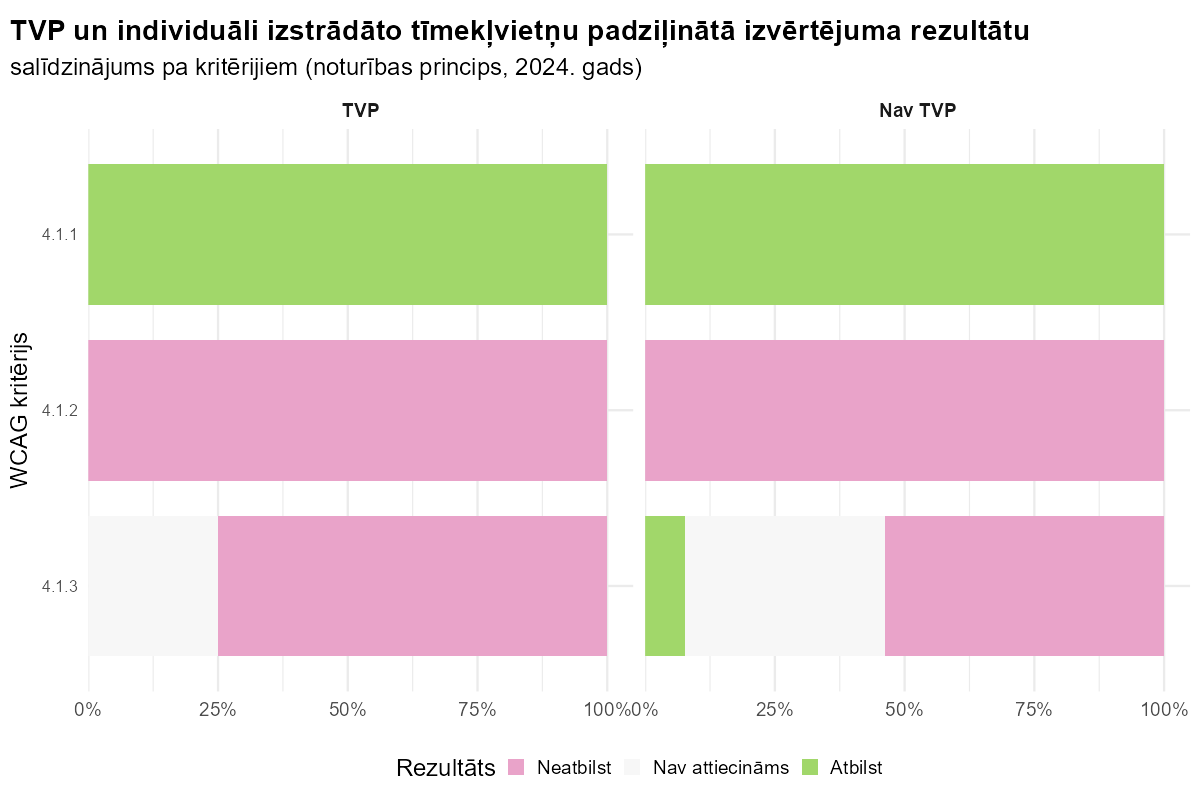 TVP un individuāli izstrādāto tīmekļvietņu padziļinātā izvērtējuma rezultātu
salīdzinājums pa kritērijiem (noturības princips, 2024. gads)
TVP
Nav TVP
WCAG kritērijs
4.1.1
4.1.2
4.1.3
0% 25% 50% 75% 100%
0% 25% 50% 75% 100%
Rezultāts Neatbilst Nav attiecināms Atbilst